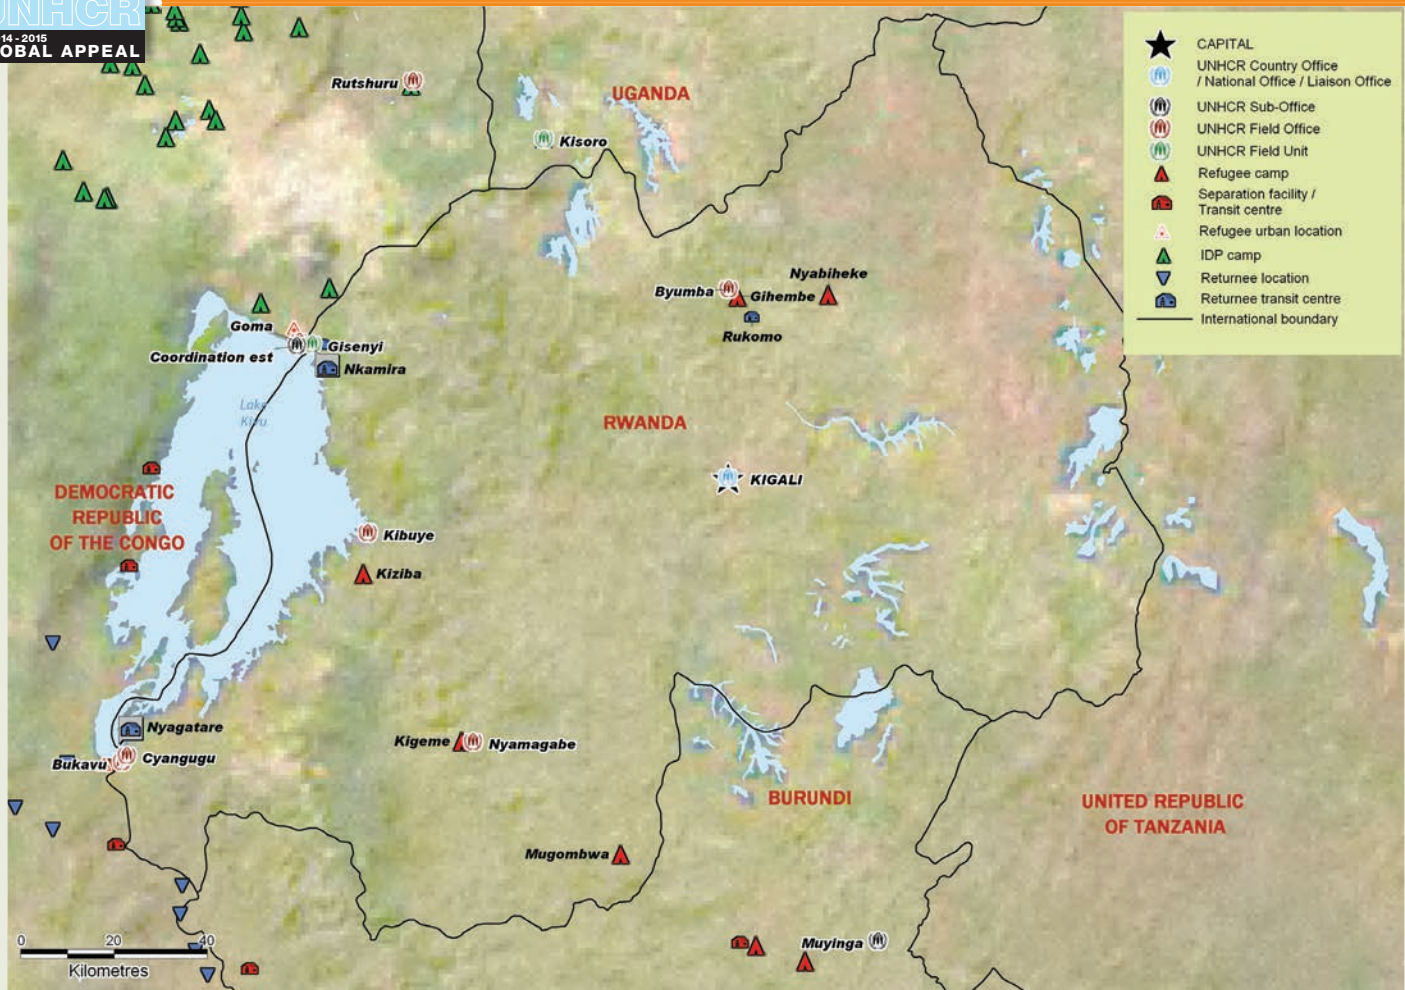 UNHCR
14 - 2015
OBAL APPEAL
CAPITAL
UNHCR Country Office
/ National Office / Liaison Office
UNHCR Sub-Office
UNHCR Field Office
UNHCR Field Unit
Refugee camp
Separation facility /
Transit centre
Refugee urban location
IDP camp
Returnee location
Returnee transit centre
International boundary
Rutshuru
UGANDA
Kisoro
Nyabiheke
Byumba
Gihembe
Rukomo
Goma
Gisenyi
Coordination est
Nkamira
Lake
Kivu
RWANDA
KIGALI
DEMOCRATIC
REPUBLIC
OF THE CONGO
Kibuye
Kiziba
Nyagatare
Cyangugu
Bukavu
Kigeme
Nyamagabe
BURUNDI
UNITED REPUBLIC
OF TANZANIA
Mugombwa
Muyinga
0 20 40
Kilometres